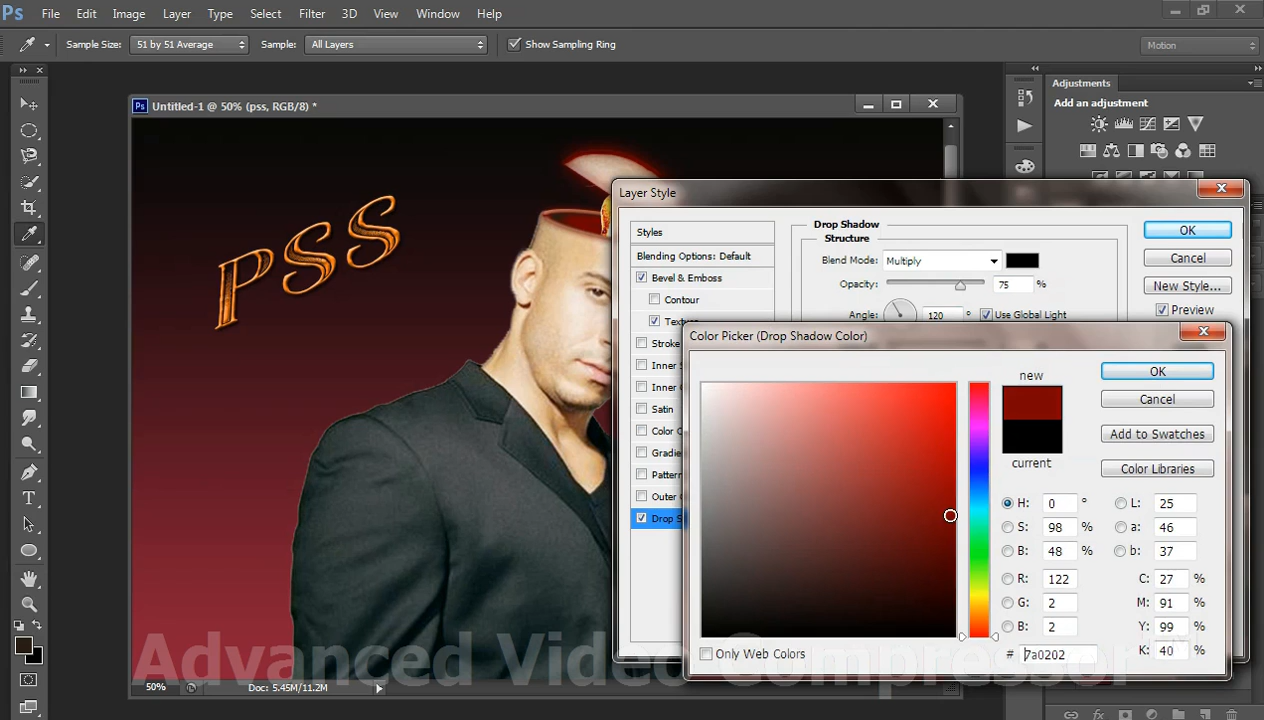 Ps File Edit Image Layer Type Select Filter 3D View Window Help
Sample Size: 51 by 51 Average Sample: All Layers Show Sampling Ring Motion
Untitled-1 @ 50% (pss, RGB/8) *
Adjustments
Add an adjustment
PSS
Layer Style
Styles
Blending Options: Default
Bevel & Emboss
Contour
Stroke
Inner
Inner
Satin
Color
Outer
Drop
Drop Shadow
Structure
Blend Mode: Multiply
Opacity: 75 %
Angle: 120 ° Use Global Light
OK
Cancel
New Style...
Preview
Color Picker (Drop Shadow Color)
new
current
OK
Cancel
Add to Swatches
Color Libraries
H: 0 ° L: 25
S: 98 % a: 46
B: 48 % b: 37
R: 122 C: 27 %
G: 2 M: 91 %
B: 2 Y: 99 %
# 7a0202 K: 40 %
Only Web Colors
Advanced Video Compressor
50% Doc: 5.45M/11.2M